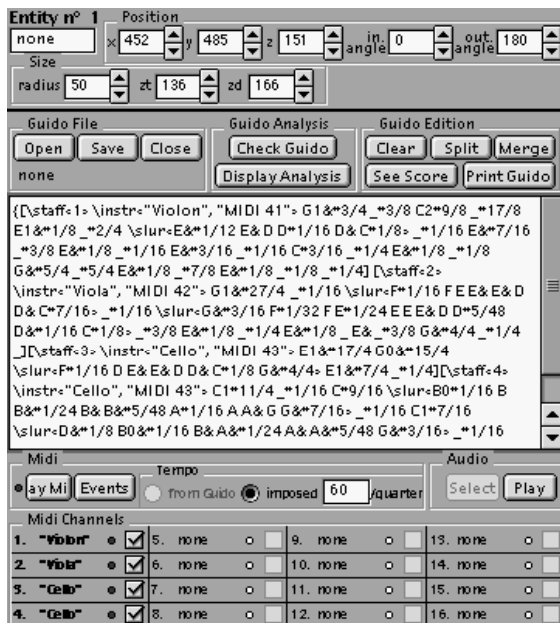 Entity n° 1 Position
none x 452 y 485 z 151 in. angle 0 out. angle 180
Size
radius 50 zt 136 zd 166
Guido File Guido Analysis Guido Edition
Open Save Close Check Guido Clear Split Merge
none Display Analysis See Score Print Guido
{[\staff<1> \instr<"Violon", "MIDI 41"> G1&*3/4 _*3/8 C2*9/8 _*17/8
E1&*1/8 _*2/4 \slur<E&*1/12 E& D D*1/16 D& C*1/8> _*1/16 E&*7/16
_*3/8 E&*1/8 _*1/16 E&*3/16 _*1/16 C*3/16 _*1/4 E&*1/8 _*1/8
G&*5/4 _*5/4 E&*1/8 _*7/8 E&*1/8 _*1/8 _*1/4] [\staff<2>
\instr<"Viola", "MIDI 42"> G1&*27/4 _*1/16 \slur<F*1/16 F E E& E& D
D& C*7/16> _*1/16 \slur<G&*3/16 F*1/32 F E*1/24 E E E& D D*5/48
D&*1/16 C*1/8> _*3/8 E&*1/8 _*1/4 E&*1/8 _ E& _*3/8 G&*4/4 _*1/4
_][\staff<3> \instr<"Cello", "MIDI 43"> E1&*17/4 G0&*15/4
\slur<F*1/16 D E& E& D D& C*1/8 G&*4/4> E1&*7/4 _*1/4][\staff<4>
\instr<"Cello", "MIDI 43"> C1*11/4 _*1/16 C*9/16 \slur<B0*1/16 B
B&*1/24 B& B&*5/48 A*1/16 A A& G G&*7/16> _*1/16 C1*7/16
\slur<D&*1/8 B0&*1/16 B& A&*1/24 A& A&*5/48 G&*3/16> _*1/16
Midi Tempo Audio
ay Mi Events from Guido imposed 60 /quarter Select Play
Midi Channels
1. "Violon" 5. none 9. none 13. none
2. "Viola" 6. none 10. none 14. none
3. "Cello" 7. none 11. none 15. none
4. "Cello" 8. none 12. none 16. none